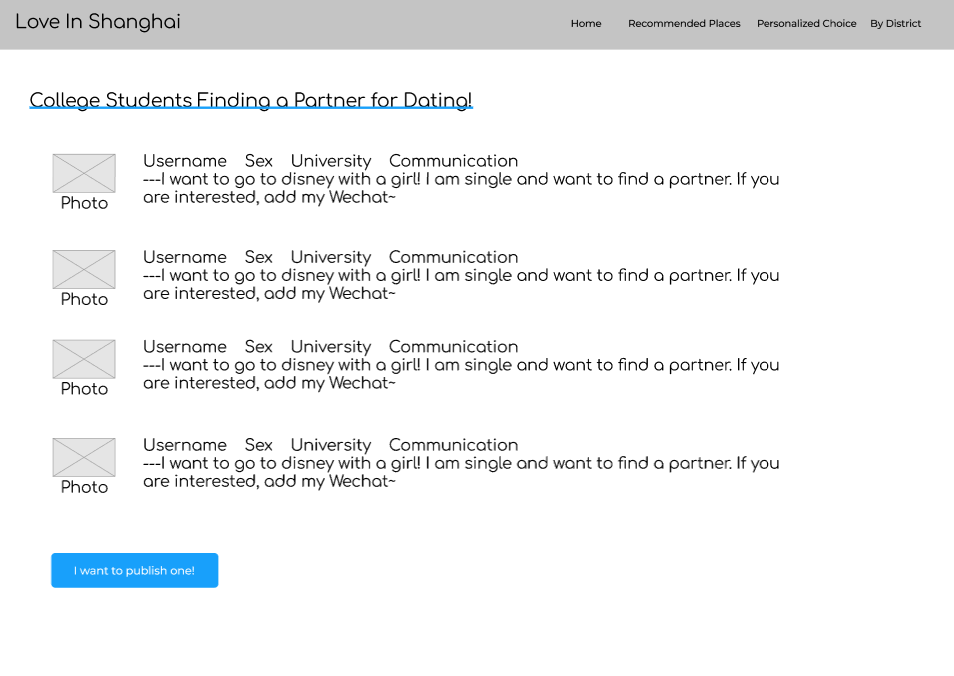 Love In Shanghai
Home Recommended Places Personalized Choice By District
College Students Finding a Partner for Dating!
Username Sex University Communication
---I want to go to disney with a girl! I am single and want to find a partner. If you
are interested, add my Wechat~
Photo
Username Sex University Communication
---I want to go to disney with a girl! I am single and want to find a partner. If you
are interested, add my Wechat~
Photo
Username Sex University Communication
---I want to go to disney with a girl! I am single and want to find a partner. If you
are interested, add my Wechat~
Photo
Username Sex University Communication
---I want to go to disney with a girl! I am single and want to find a partner. If you
are interested, add my Wechat~
Photo
I want to publish one!